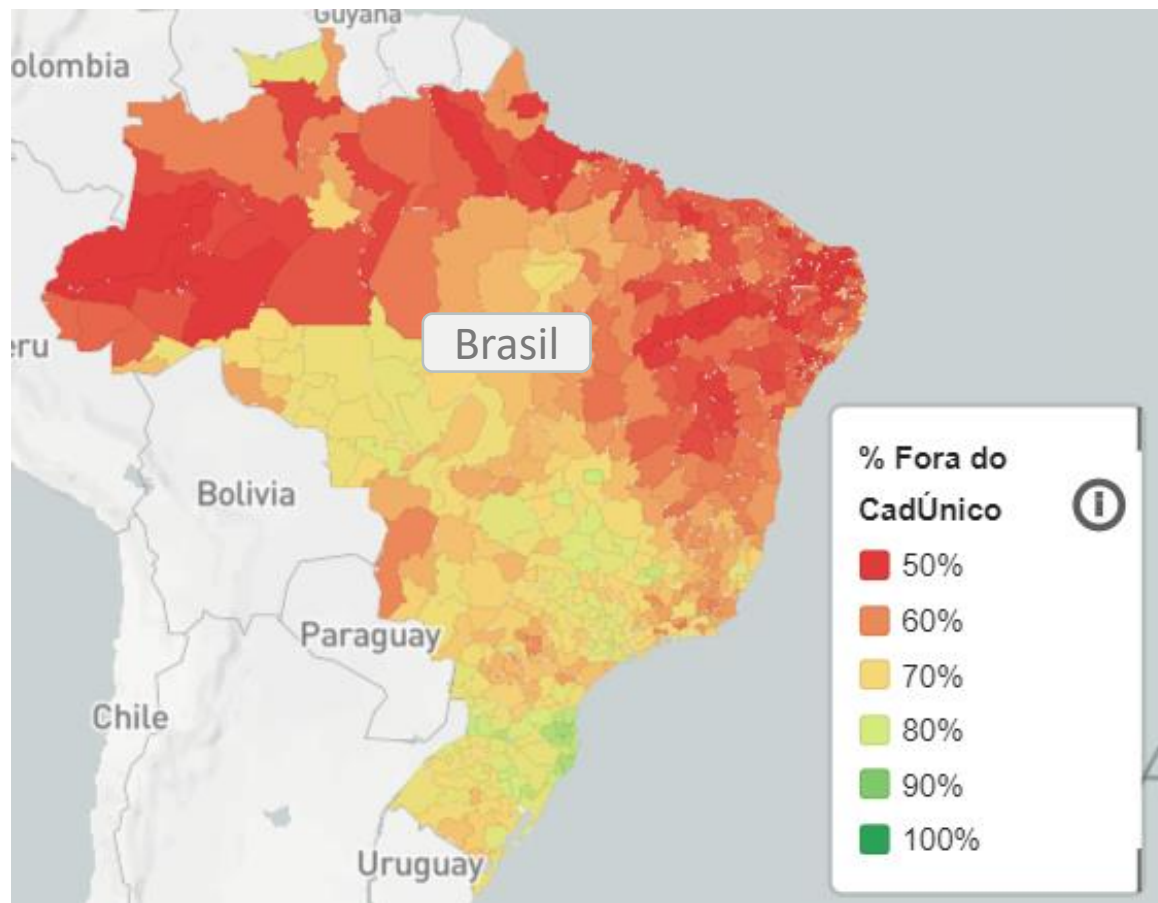 Guyana
olombia
eru
Brasil
Bolivia
Paraguay
Chile
Uruguay
% Fora do
CadÚnico
i
50%
60%
70%
80%
90%
100%